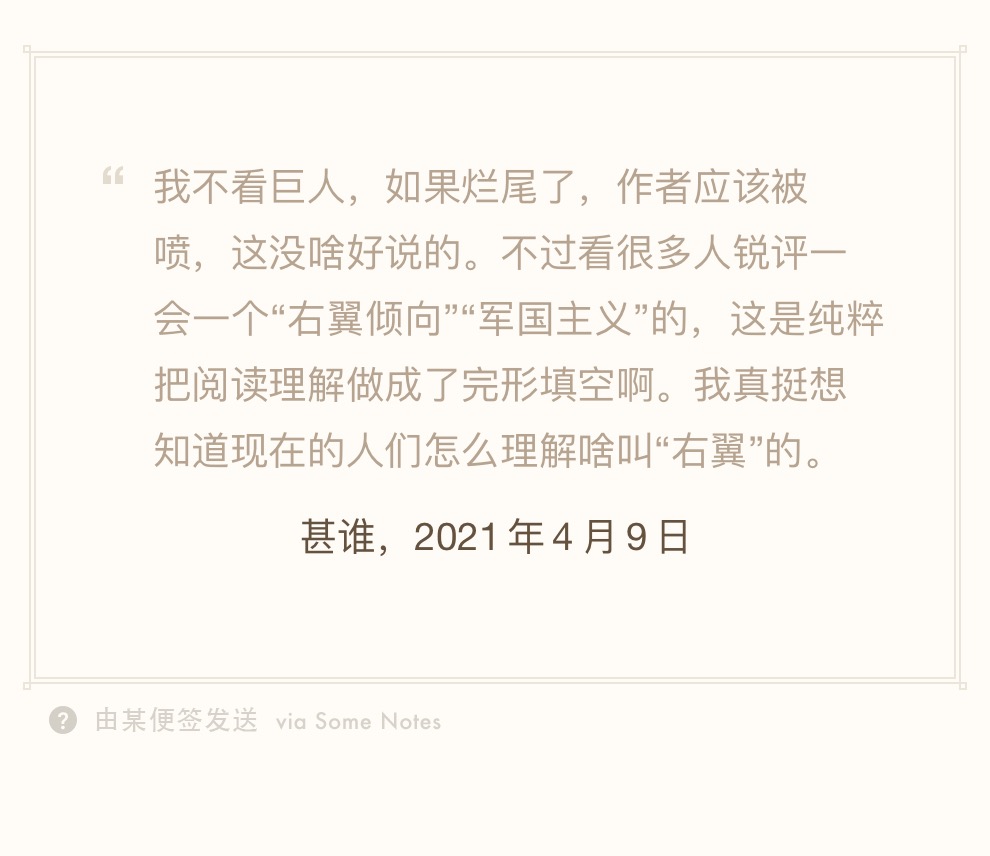 “
我不看巨人，如果烂尾了，作者应该被
喷，这没啥好说的。不过看很多人锐评一
会一个“右翼倾向”“军国主义”的，这是纯粹
把阅读理解做成了完形填空啊。我真挺想
知道现在的人们怎么理解啥叫“右翼”的。
甚谁，2021 年 4 月 9 日
? 由某便签发送 via Some Notes